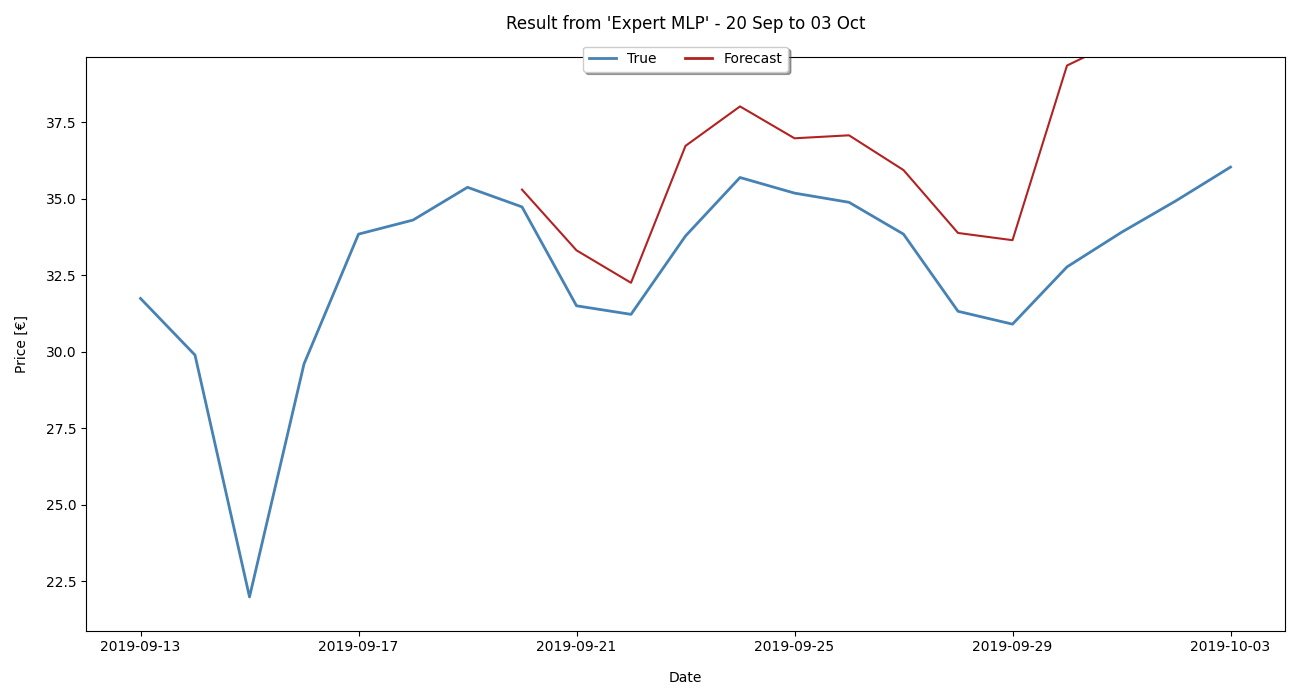 Result from 'Expert MLP' - 20 Sep to 03 Oct
True
Forecast
37.5
35.0
32.5
30.0
27.5
25.0
22.5
Price [€]
2019-09-13
2019-09-17
2019-09-21
2019-09-25
2019-09-29
2019-10-03
Date